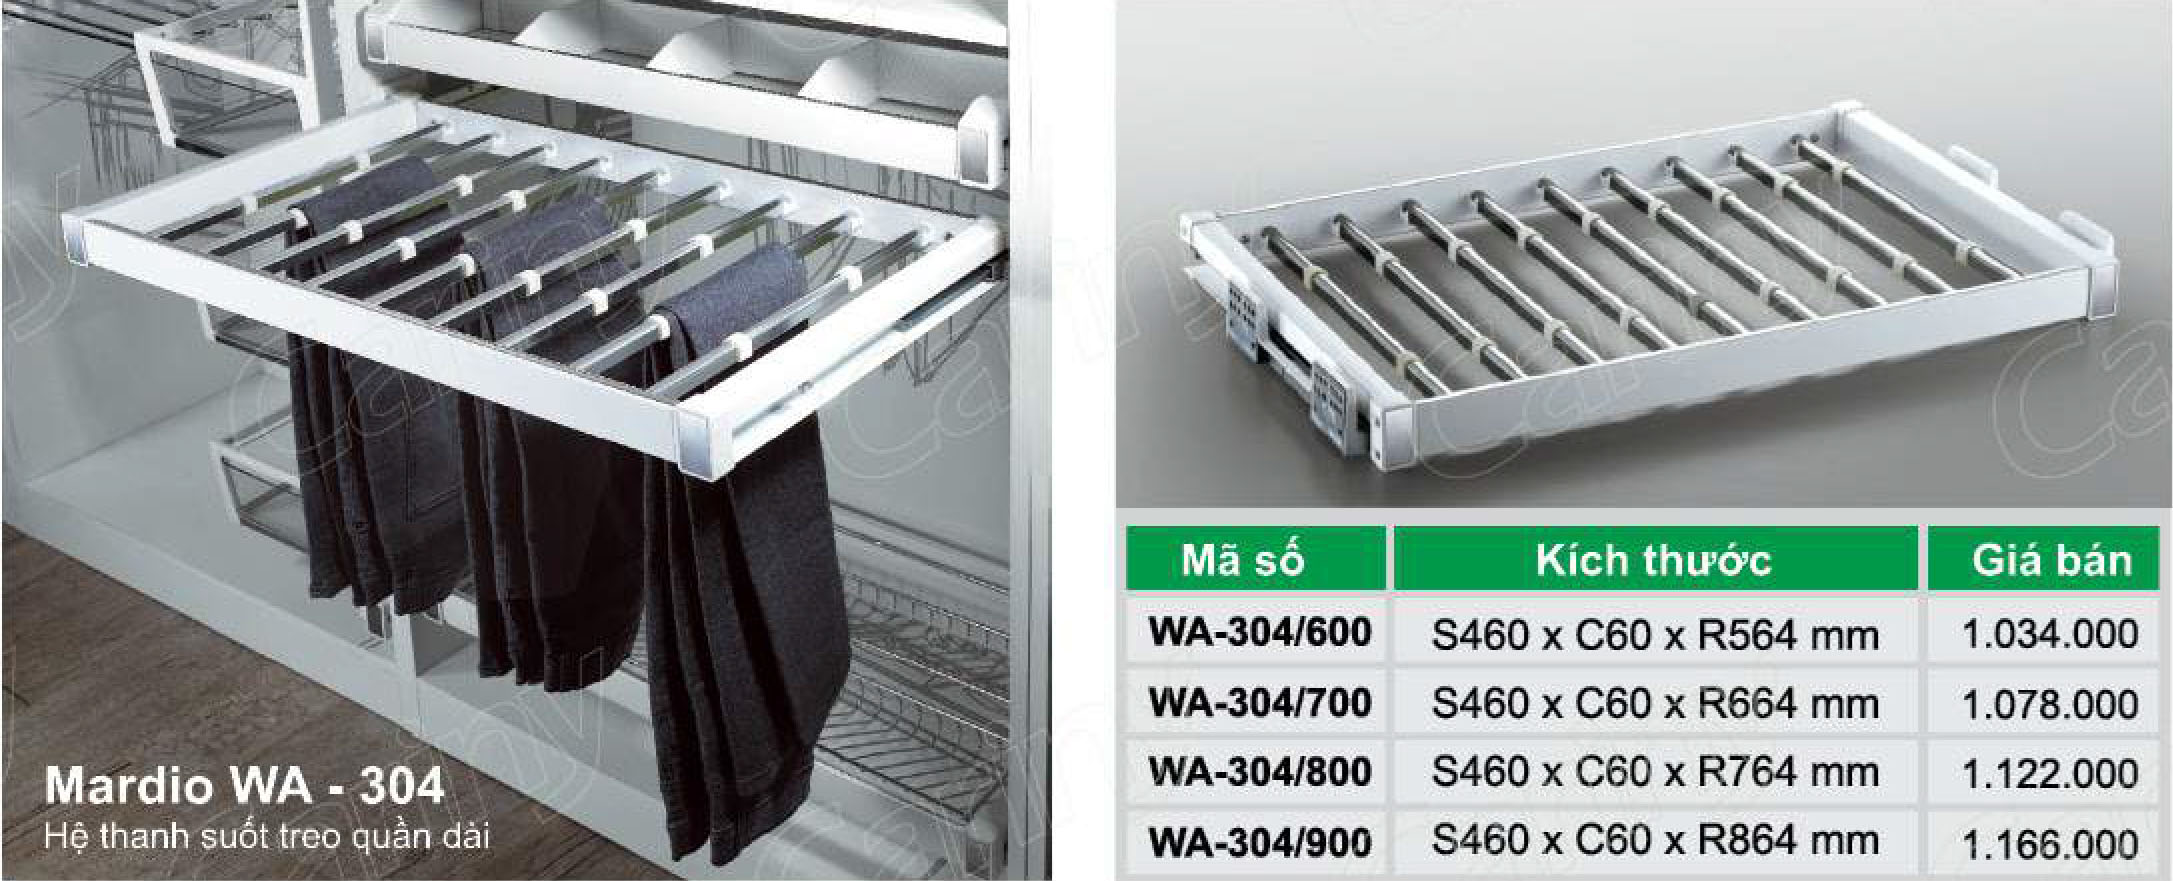 Mardio WA - 304
Hệ thanh suốt treo quần dài
Mã số Kích thước Giá bán
WA-304/600 S460 x C60 x R564 mm 1.034.000
WA-304/700 S460 x C60 x R664 mm 1.078.000
WA-304/800 S460 x C60 x R764 mm 1.122.000
WA-304/900 S460 x C60 x R864 mm 1.166.000